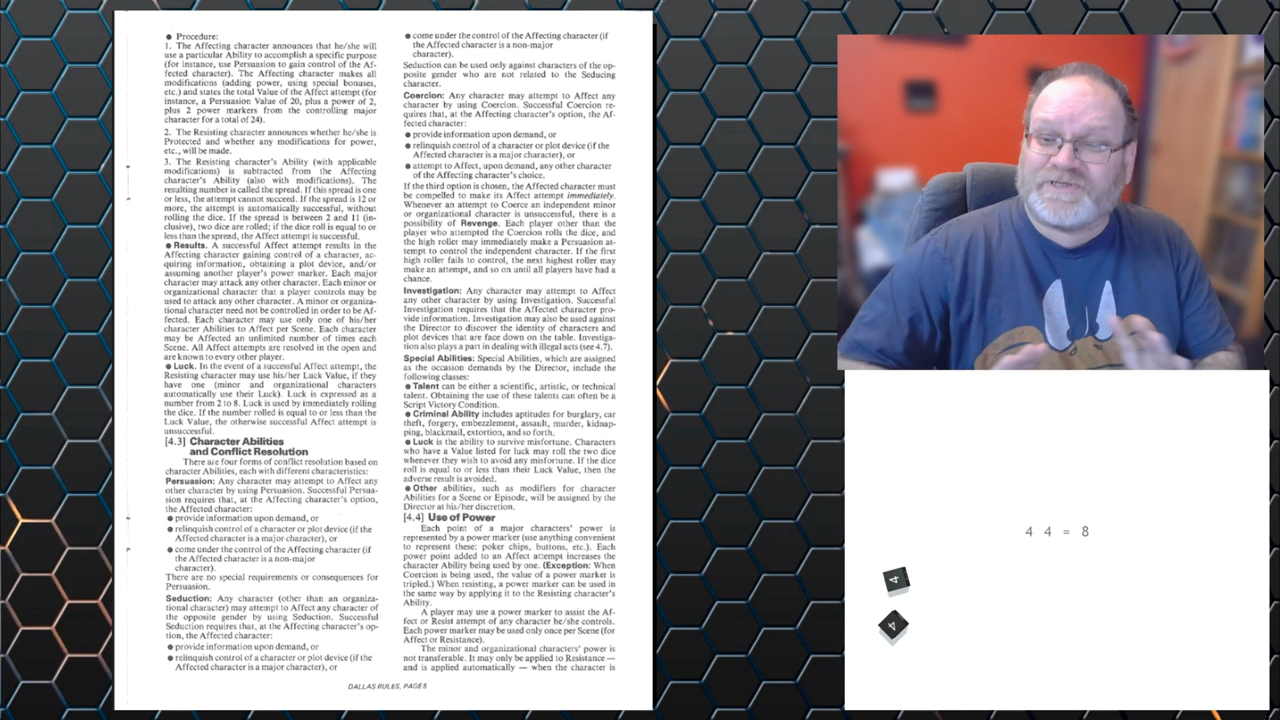 ● Procedure:
1. The Affecting character announces that he/she will
use a particular Ability to accomplish a specific purpose
(for instance, use Persuasion to gain control of the Af-
fected character). The Affecting character makes all
modifications (adding power, using special bonuses,
etc.) and states the total Value of the Affect attempt (for
instance, a Persuasion Value of 20, plus a power of 2,
plus 2 power markers from the controlling major
character for a total of 24).
2. The Resisting character announces whether he/she is
Protected and whether any modifications for power,
etc., will be made.
3. The Resisting character's Ability (with applicable
modifications) is subtracted from the Affecting
character's Ability (also with modifications). The
resulting number is called the spread. If this spread is one
or less, the attempt cannot succeed. If the spread is 12 or
more, the attempt is automatically successful, without
rolling the dice. If the spread is between 2 and 11 (in-
clusive), two dice are rolled; if the dice roll is equal to or
less than the spread, the Affect attempt is successful.
● Results. A successful Affect attempt results in the
Affecting character gaining control of a character, ac-
quiring information, obtaining a plot device, and/or
assuming another player's power marker. Each major
character may attack any other character. Each minor or
organizational character that a player controls may be
used to attack any other character. A minor or organiza-
tional character need not be controlled in order to be Af-
fected. Each character may use only one of his/her
character Abilities to Affect per Scene. Each character
may be Affected an unlimited number of times each
Scene. All Affect attempts are resolved in the open and
are known to every other player.
● Luck. In the event of a successful Affect attempt, the
Resisting character may use his/her Luck Value, if they
have one (minor and organizational characters
automatically use their Luck). Luck is expressed as a
number from 2 to 8. Luck is used by immediately rolling
the dice. If the number rolled is equal to or less than the
Luck Value, the otherwise successful Affect attempt is
unsuccessful.
[4.3] Character Abilities
and Conflict Resolution
There are four forms of conflict resolution based on
character Abilities, each with different characteristics:
Persuasion: Any character may attempt to Affect any
other character by using Persuasion. Successful Persua-
sion requires that, at the Affecting character's option,
the Affected character:
● provide information upon demand, or
● relinquish control of a character or plot device (if the
Affected character is a major character), or
● come under the control of the Affecting character (if
the Affected character is a non-major
character).
There are no special requirements or consequences for
Persuasion.
Seduction: Any character (other than an organiza-
tional character) may attempt to Affect any character of
the opposite gender by using Seduction. Successful
Seduction requires that, at the Affecting character's op-
tion, the Affected character:
● provide information upon demand, or
● relinquish control of a character or plot device (if the
Affected character is a major character), or
● come under the control of the Affecting character (if
the Affected character is a non-major
character).
Seduction can be used only against characters of the op-
posite gender who are not related to the Seducing
character.
Coercion: Any character may attempt to Affect any
character by using Coercion. Successful Coercion re-
quires that, at the Affecting character's option, the Af-
fected character:
● provide information upon demand, or
● relinquish control of a character or plot device (if the
Affected character is a major character), or
● attempt to Affect, upon demand, any other character
of the Affecting character's choice.
If the third option is chosen, the Affected character must
be compelled to make its Affect attempt immediately.
Whenever an attempt to Coerce an independent minor
or organizational character is unsuccessful, there is a
possibility of Revenge. Each player other than the
player who attempted the Coercion rolls the dice, and
the high roller may immediately make a Persuasion at-
tempt to control the independent character. If the first
high roller fails to control, the next highest roller may
make an attempt, and so on until all players have had a
chance.
Investigation: Any character may attempt to Affect
any other character by using Investigation. Successful
Investigation requires that the Affected character pro-
vide information. Investigation may also be used against
the Director to discover the identity of characters and
plot devices that are face down on the table. Investiga-
tion also plays a part in dealing with illegal acts (see 4.7).
Special Abilities: Special Abilities, which are assigned
as the occasion demands by the Director, include the
following classes:
● Talent can be either a scientific, artistic, or technical
talent. Obtaining the use of these talents can often be a
Script Victory Condition.
● Criminal Ability includes aptitudes for burglary, car
theft, forgery, embezzlement, assault, murder, kidnap-
ping, blackmail, extortion, and so forth.
● Luck is the ability to survive misfortune. Characters
who have a Value listed for luck may roll the two dice
whenever they wish to avoid any misfortune. If the dice
roll is equal to or less than their Luck Value, then the
adverse result is avoided.
● Other abilities, such as modifiers for character
Abilities for a Scene or Episode, will be assigned by the
Director at his/her discretion.
[4.4] Use of Power
Each point of a major characters' power is
represented by a power marker (use anything convenient
to represent these: poker chips, buttons, etc.). Each
power point added to an Affect attempt increases the
character Ability being used by one. (Exception: When
Coercion is being used, the value of a power marker is
tripled.) When resisting, a power marker can be used in
the same way by applying it to the Resisting character's
Ability.
A player may use a power marker to assist the Af-
fect or Resist attempt of any character he/she controls.
Each power marker may be used only once per Scene (for
Affect or Resistance).
The minor and organizational characters' power is
not transferable. It may only be applied to Resistance —
and is applied automatically — when the character is
DALLAS RULES, PAGE 5
4 4 = 8
4
4